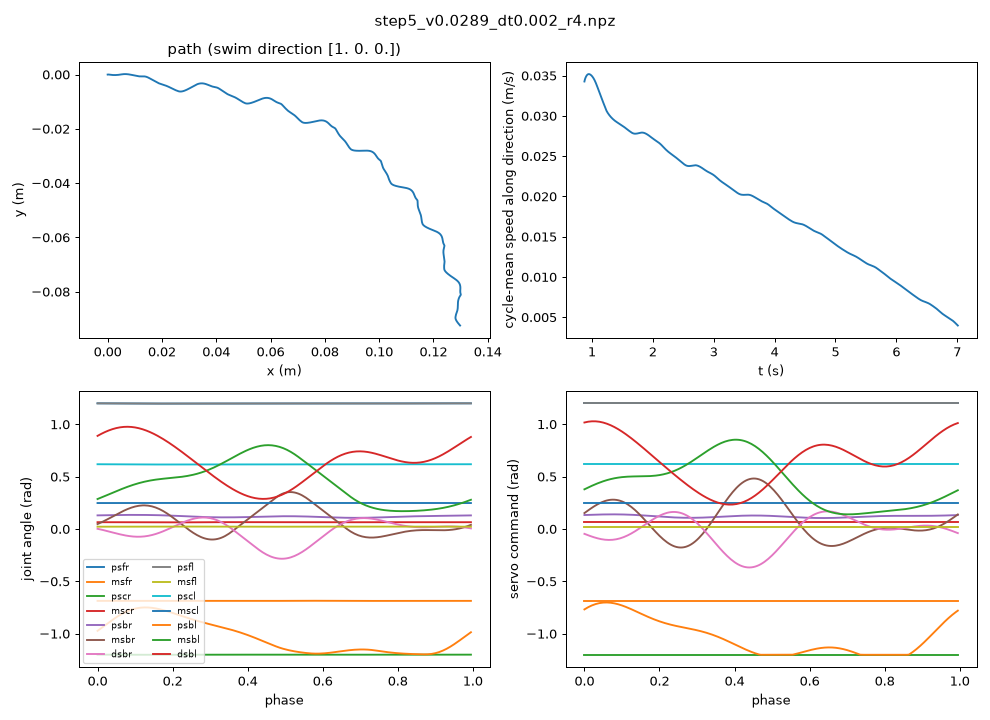 step5_v0.0289_dt0.002_r4.npz
path (swim direction [1. 0. 0.])
0.00
−0.02
−0.04
−0.06
−0.08
y (m)
0.00 0.02 0.04 0.06 0.08 0.10 0.12 0.14
x (m)
0.035
0.030
0.025
0.020
0.015
0.010
0.005
cycle-mean speed along direction (m/s)
1 2 3 4 5 6 7
t (s)
1.0
0.5
0.0
−0.5
−1.0
joint angle (rad)
psfr psfl
msfr msfl
pscr pscl
mscr mscl
psbr psbl
msbr msbl
dsbr dsbl
0.0 0.2 0.4 0.6 0.8 1.0
phase
1.0
0.5
0.0
−0.5
−1.0
servo command (rad)
0.0 0.2 0.4 0.6 0.8 1.0
phase